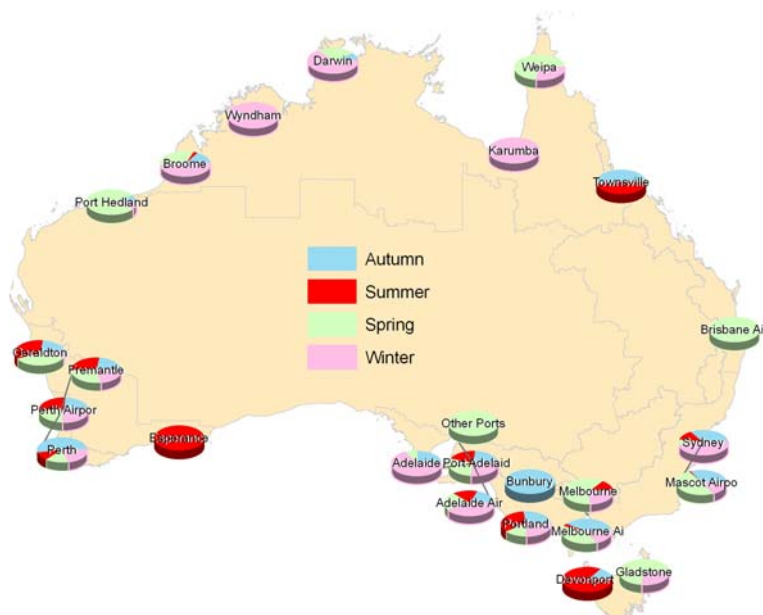 Darwin
Weipa
Wyndham
Karumba
Broome
Townsville
Port Hedland
Autumn
Summer
Spring
Winter
Brisbane Ai
Geraldton
Fremantle
Perth Airpor
Esperance
Perth
Other Ports
Sydney
Adelaide
Port Adelaid
Bunbury
Melbourne
Mascot Airpo
Adelaide Air
Portland
Melbourne Ai
Devonport
Gladstone